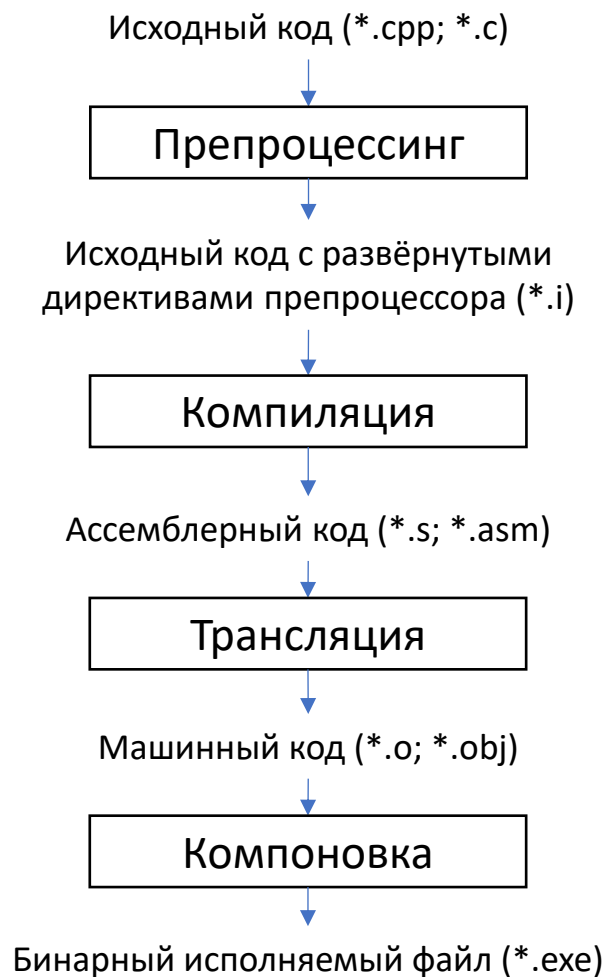 Исходный код (*.cpp; *.c)
Препроцессинг
Исходный код с развёрнутыми
директивами препроцессора (*.i)
Компиляция
Ассемблерный код (*.s; *.asm)
Трансляция
Машинный код (*.o; *.obj)
Компоновка
Бинарный исполняемый файл (*.exe)